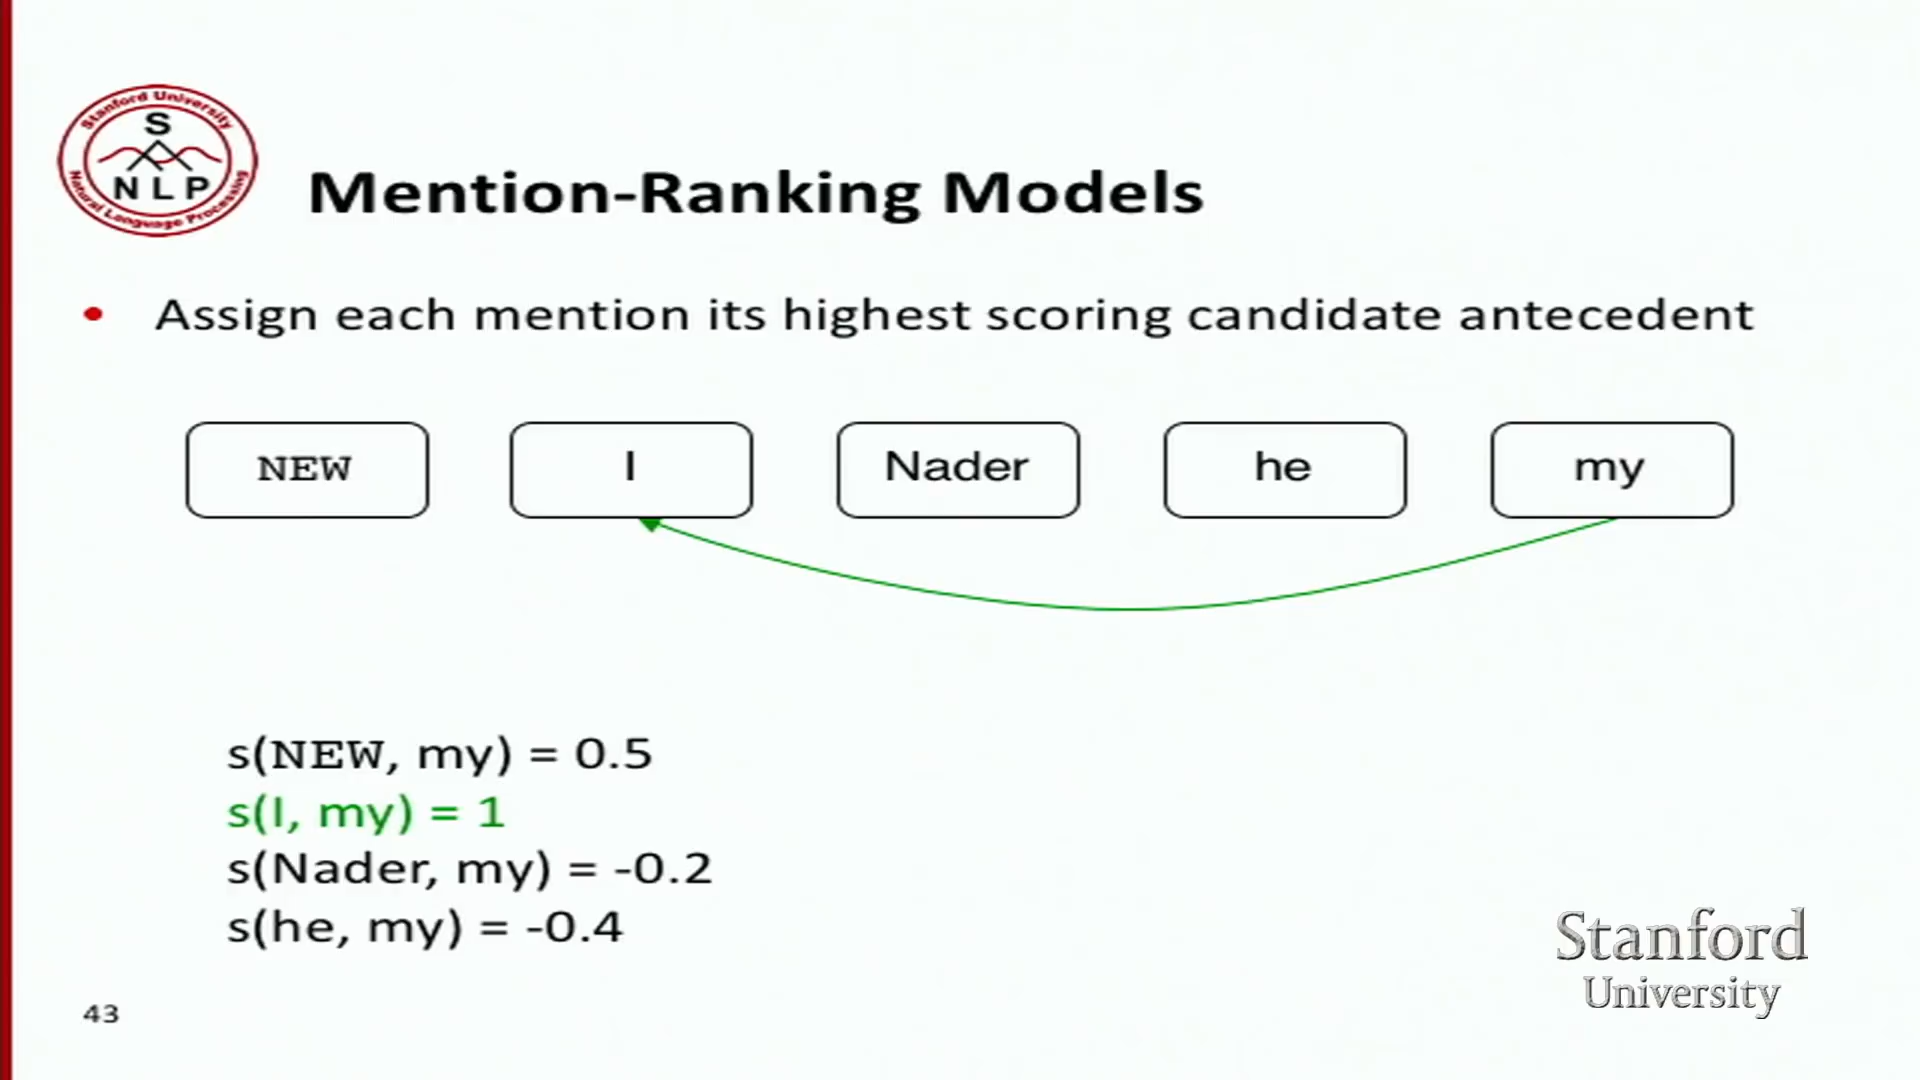 Stanford University
S
N L P
Natural Language Processing
Mention-Ranking Models
• Assign each mention its highest scoring candidate antecedent
NEW I Nader he my
s(NEW, my) = 0.5
s(I, my) = 1
s(Nader, my) = -0.2
s(he, my) = -0.4
Stanford
University
43